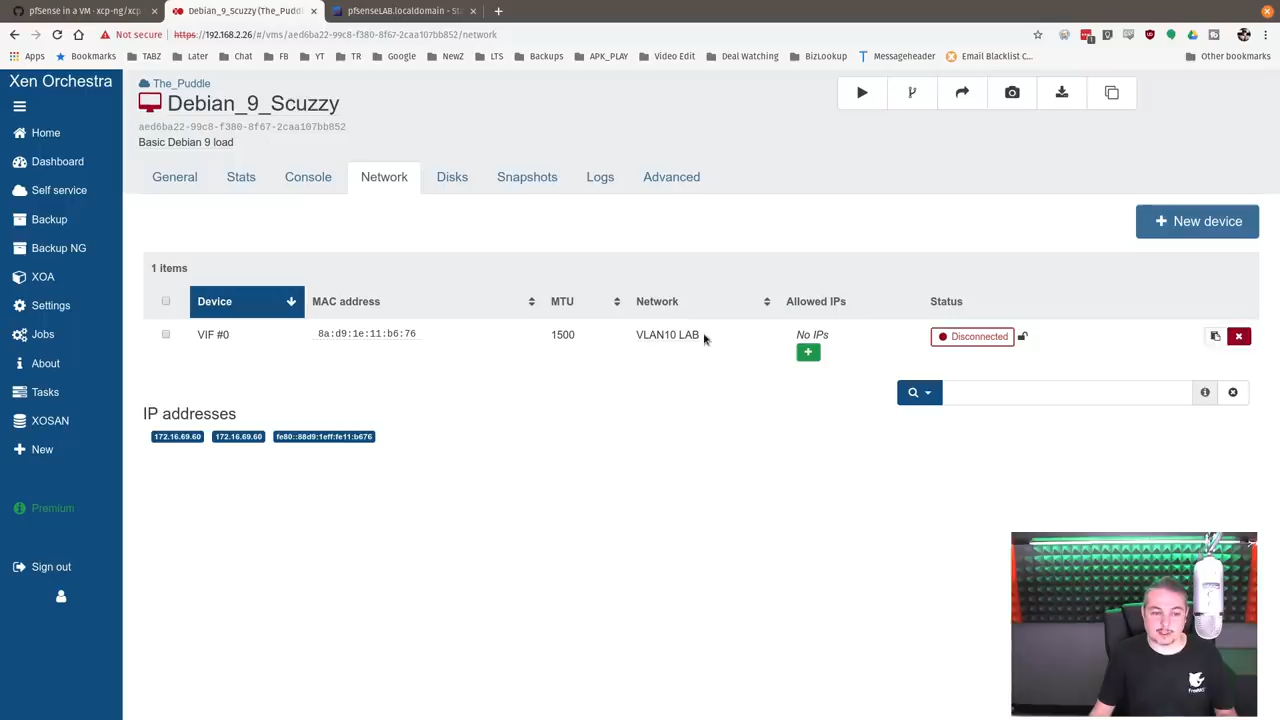 pfSense in a VM · xcp-ng/xcp
Debian_9_Scuzzy (The_Pudd
pfsenseLAB.localdomain - Sta
Not secure
https://192.168.2.26/#/vms/aed6ba22-99c8-f380-8f67-2caa107bb852/network
Apps
Bookmarks
TABZ
Later
Chat
FB
YT
TR
Google
NewZ
LTS
Backups
APK_PLAY
Video Edit
Deal Watching
BizLookup
Messageheader
Email Blacklist C...
Other bookmarks
Xen Orchestra
Home
Dashboard
Self service
Backup
Backup NG
XOA
Settings
Jobs
About
Tasks
XOSAN
New
Premium
Sign out
The_Puddle
Debian_9_Scuzzy
aed6ba22-99c8-f380-8f67-2caa107bb852
Basic Debian 9 load
General
Stats
Console
Network
Disks
Snapshots
Logs
Advanced
New device
1 items
Device
MAC address
MTU
Network
Allowed IPs
Status
VIF #0
8a:d9:1e:11:b6:76
1500
VLAN10 LAB
No IPs
Disconnected
IP addresses
172.16.69.60
172.16.69.60
fe80::88d9:1eff:fe11:b676